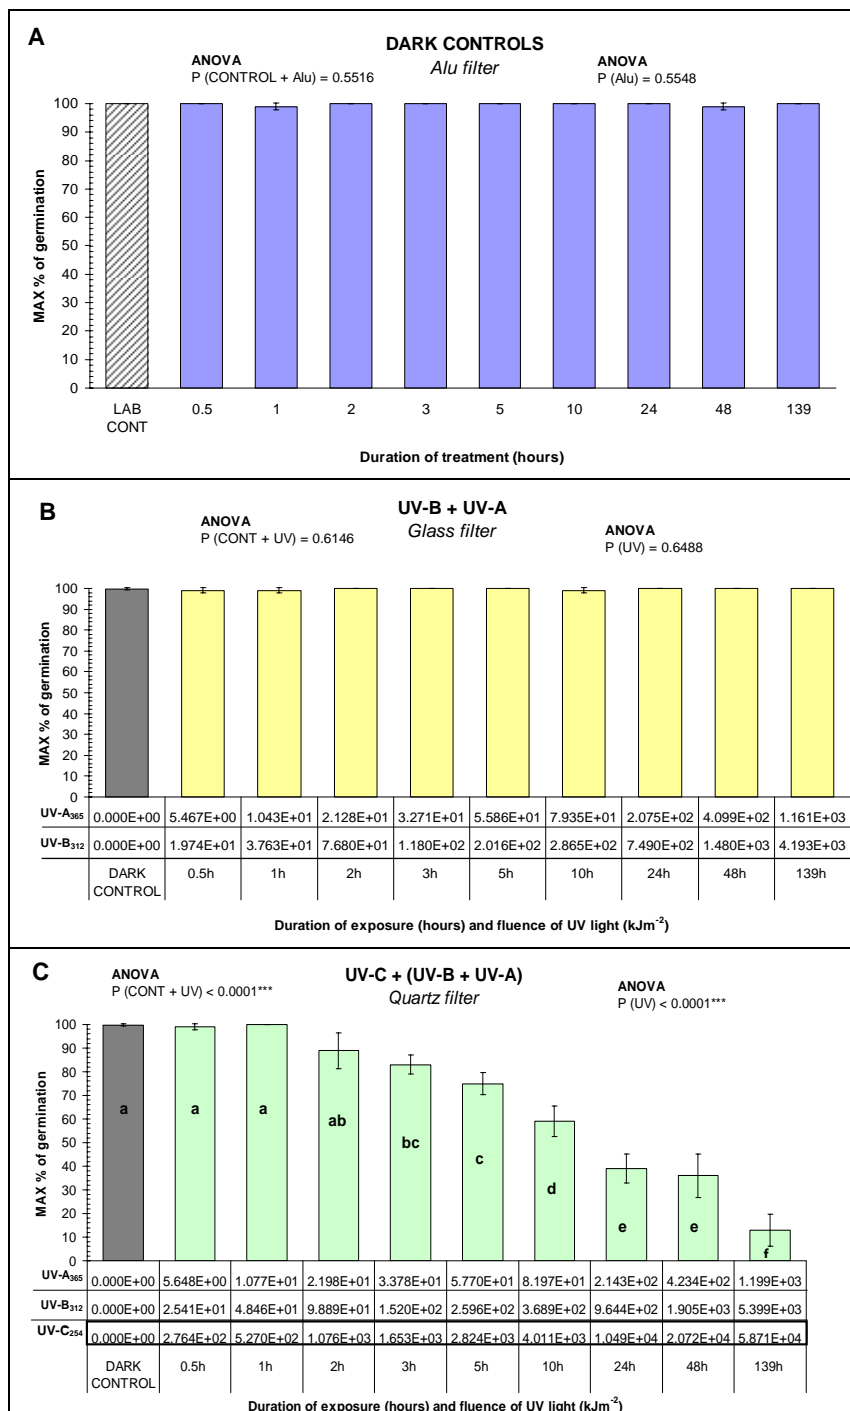 A
DARK CONTROLS
Alu filter
ANOVA
P (CONTROL + Alu) = 0.5516
ANOVA
P (Alu) = 0.5548
MAX % of germination
100
90
80
70
60
50
40
30
20
10
0
LAB CONT 0.5 1 2 3 5 10 24 48 139
Duration of treatment (hours)
B
UV-B + UV-A
Glass filter
ANOVA
P (CONT + UV) = 0.6146
ANOVA
P (UV) = 0.6488
MAX % of germination
100
90
80
70
60
50
40
30
20
10
0
UV-A365 0.000E+00 5.467E+00 1.043E+01 2.128E+01 3.271E+01 5.586E+01 7.935E+01 2.075E+02 4.099E+02 1.161E+03
UV-B312 0.000E+00 1.974E+01 3.763E+01 7.680E+01 1.180E+02 2.016E+02 2.865E+02 7.490E+02 1.480E+03 4.193E+03
DARK CONTROL 0.5h 1h 2h 3h 5h 10h 24h 48h 139h
Duration of exposure (hours) and fluence of UV light (kJm-2)
C
UV-C + (UV-B + UV-A)
Quartz filter
ANOVA
P (CONT + UV) < 0.0001***
ANOVA
P (UV) < 0.0001***
MAX % of germination
100
90
80
70
60
50
40
30
20
10
0
a a a ab bc c d e e f
UV-A365 0.000E+00 5.648E+00 1.077E+01 2.198E+01 3.378E+01 5.770E+01 8.197E+01 2.143E+02 4.234E+02 1.199E+03
UV-B312 0.000E+00 2.541E+01 4.846E+01 9.889E+01 1.520E+02 2.596E+02 3.689E+02 9.644E+02 1.905E+03 5.399E+03
UV-C254 0.000E+00 2.764E+02 5.270E+02 1.076E+03 1.653E+03 2.824E+03 4.011E+03 1.049E+04 2.072E+04 5.871E+04
DARK CONTROL 0.5h 1h 2h 3h 5h 10h 24h 48h 139h
Duration of exposure (hours) and fluence of UV light (kJm-2)